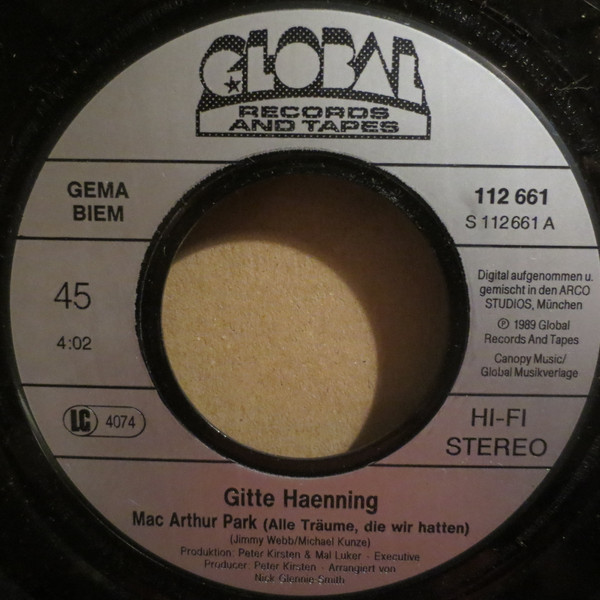 GLOBAL
RECORDS
AND TAPES
GEMA
BIEM
112 661
S 112661 A
45
4:02
Digital aufgenommen u.
gemischt in den ARCO
STUDIOS, München
℗ 1989 Global
Records And Tapes
Canopy Music/
Global Musikverlage
LC 4074
HI-FI
STEREO
Gitte Haenning
Mac Arthur Park (Alle Träume, die wir hatten)
(Jimmy Webb/Michael Kunze)
Produktion: Peter Kirsten & Mal Luker - Executive
Producer: Peter Kirsten - Arrangiert von
Nick Glennie-Smith